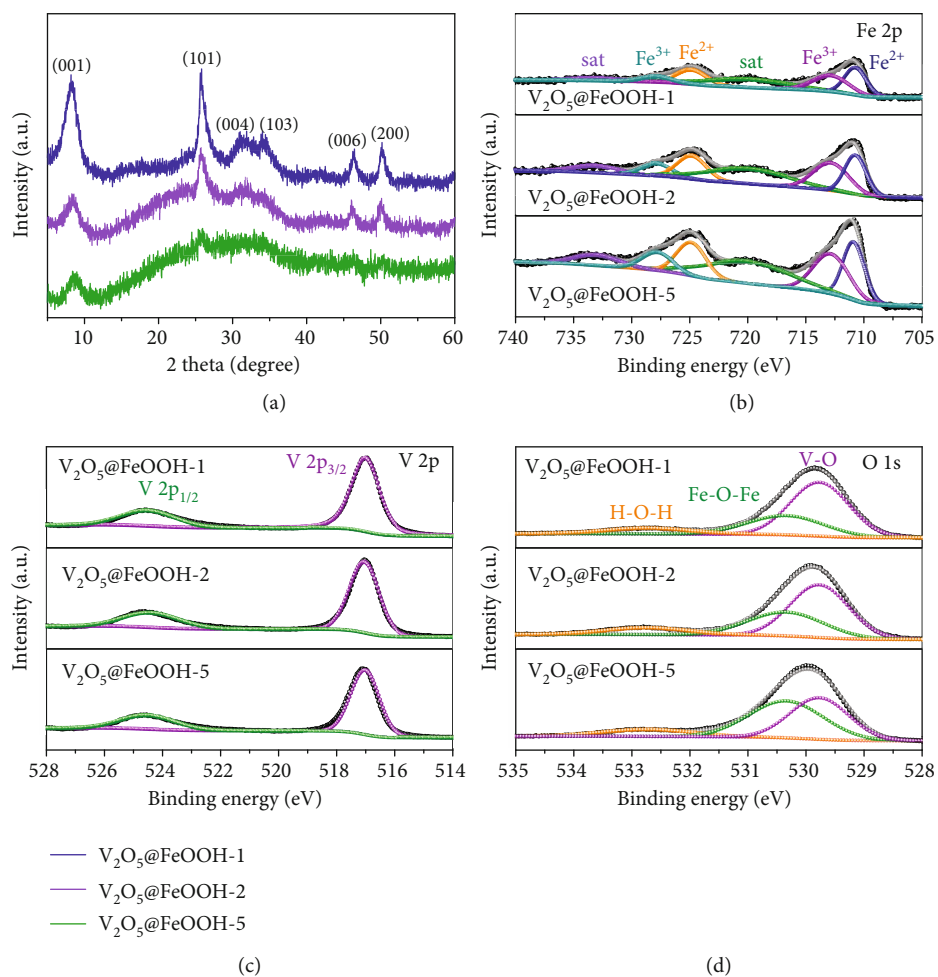 (001)
(101)
(004)
(103)
(006)
(200)
Intensity (a.u.)
10
20
30
40
50
60
2 theta (degree)
(a)
Fe 2p
sat
Fe³⁺
Fe²⁺
sat
Fe³⁺
Fe²⁺
V₂O₅@FeOOH-1
V₂O₅@FeOOH-2
V₂O₅@FeOOH-5
Intensity (a.u.)
740 735 730 725 720 715 710 705
Binding energy (eV)
(b)
V₂O₅@FeOOH-1
V 2p₃/₂
V 2p
V 2p₁/₂
V₂O₅@FeOOH-2
V₂O₅@FeOOH-5
Intensity (a.u.)
528 526 524 522 520 518 516 514
Binding energy (eV)
V₂O₅@FeOOH-1
V₂O₅@FeOOH-2
V₂O₅@FeOOH-5
(c)
V₂O₅@FeOOH-1
V-O
O 1s
Fe-O-Fe
H-O-H
V₂O₅@FeOOH-2
V₂O₅@FeOOH-5
Intensity (a.u.)
535 534 533 532 531 530 529 528
Binding energy (eV)
(d)